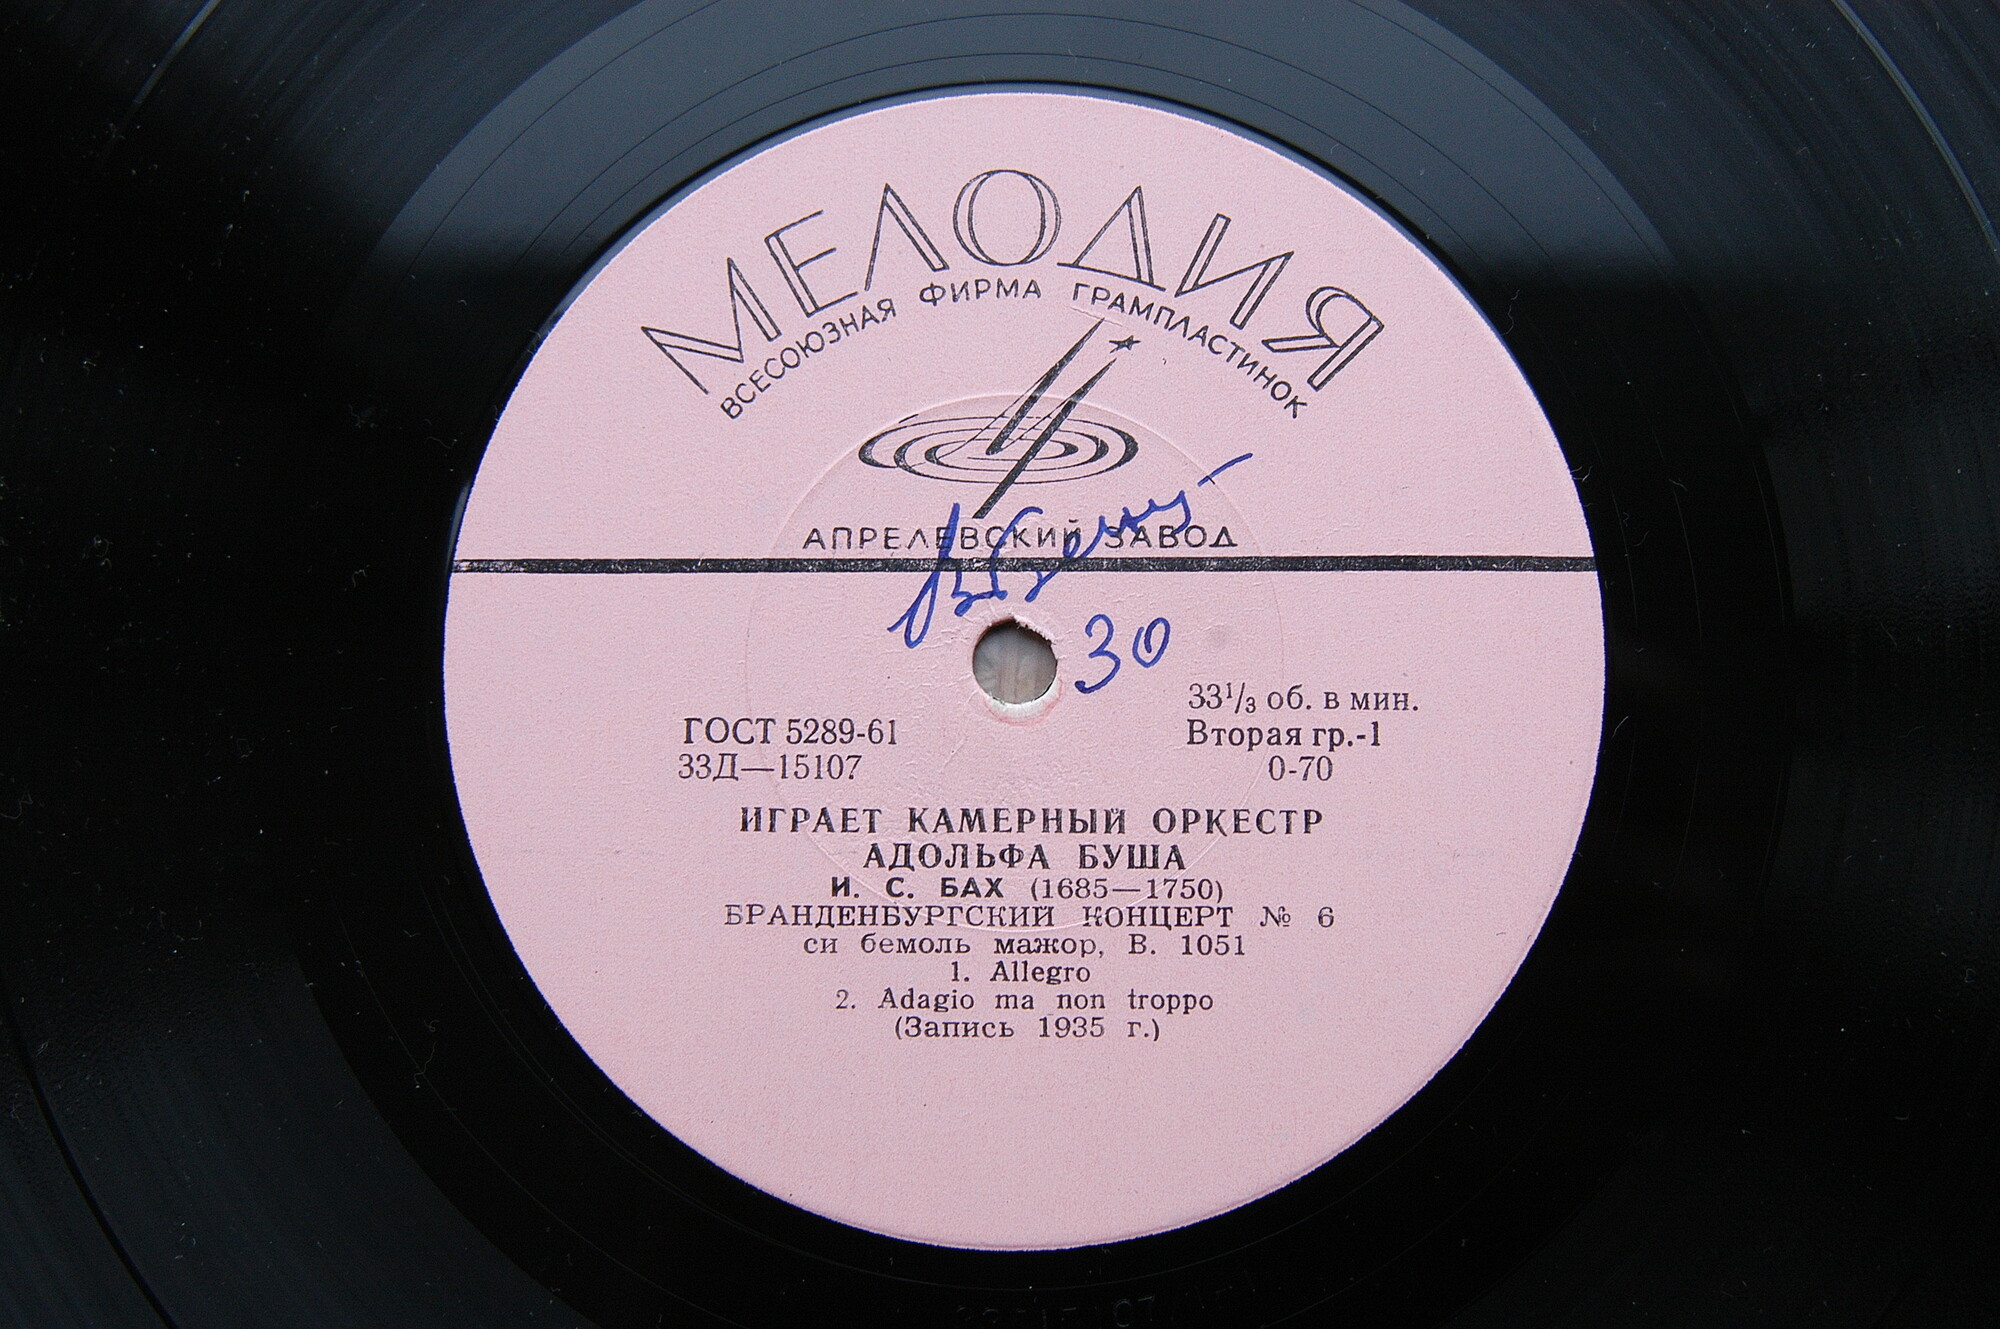 МЕЛОДИЯ
ВСЕСОЮЗНАЯ ФИРМА ГРАМПЛАСТИНОК
АПРЕЛЕВСКИЙ ЗАВОД
30
ГОСТ 5289-61
33Д—15107
33⅓ об. в мин.
Вторая гр.-1
0-70
ИГРАЕТ КАМЕРНЫЙ ОРКЕСТР
АДОЛЬФА БУША
И. С. БАХ (1685—1750)
БРАНДЕНБУРГСКИЙ КОНЦЕРТ № 6
си бемоль мажор, В. 1051
1. Allegro
2. Adagio ma non troppo
(Запись 1935 г.)